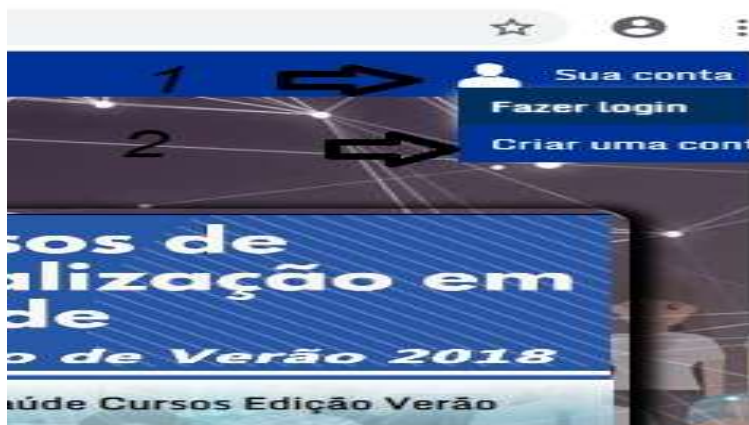 1
Sua conta
Fazer login
2
Criar uma cont
sos de
alização em
de
o de Verão 2018
aúde Cursos Edição Verão